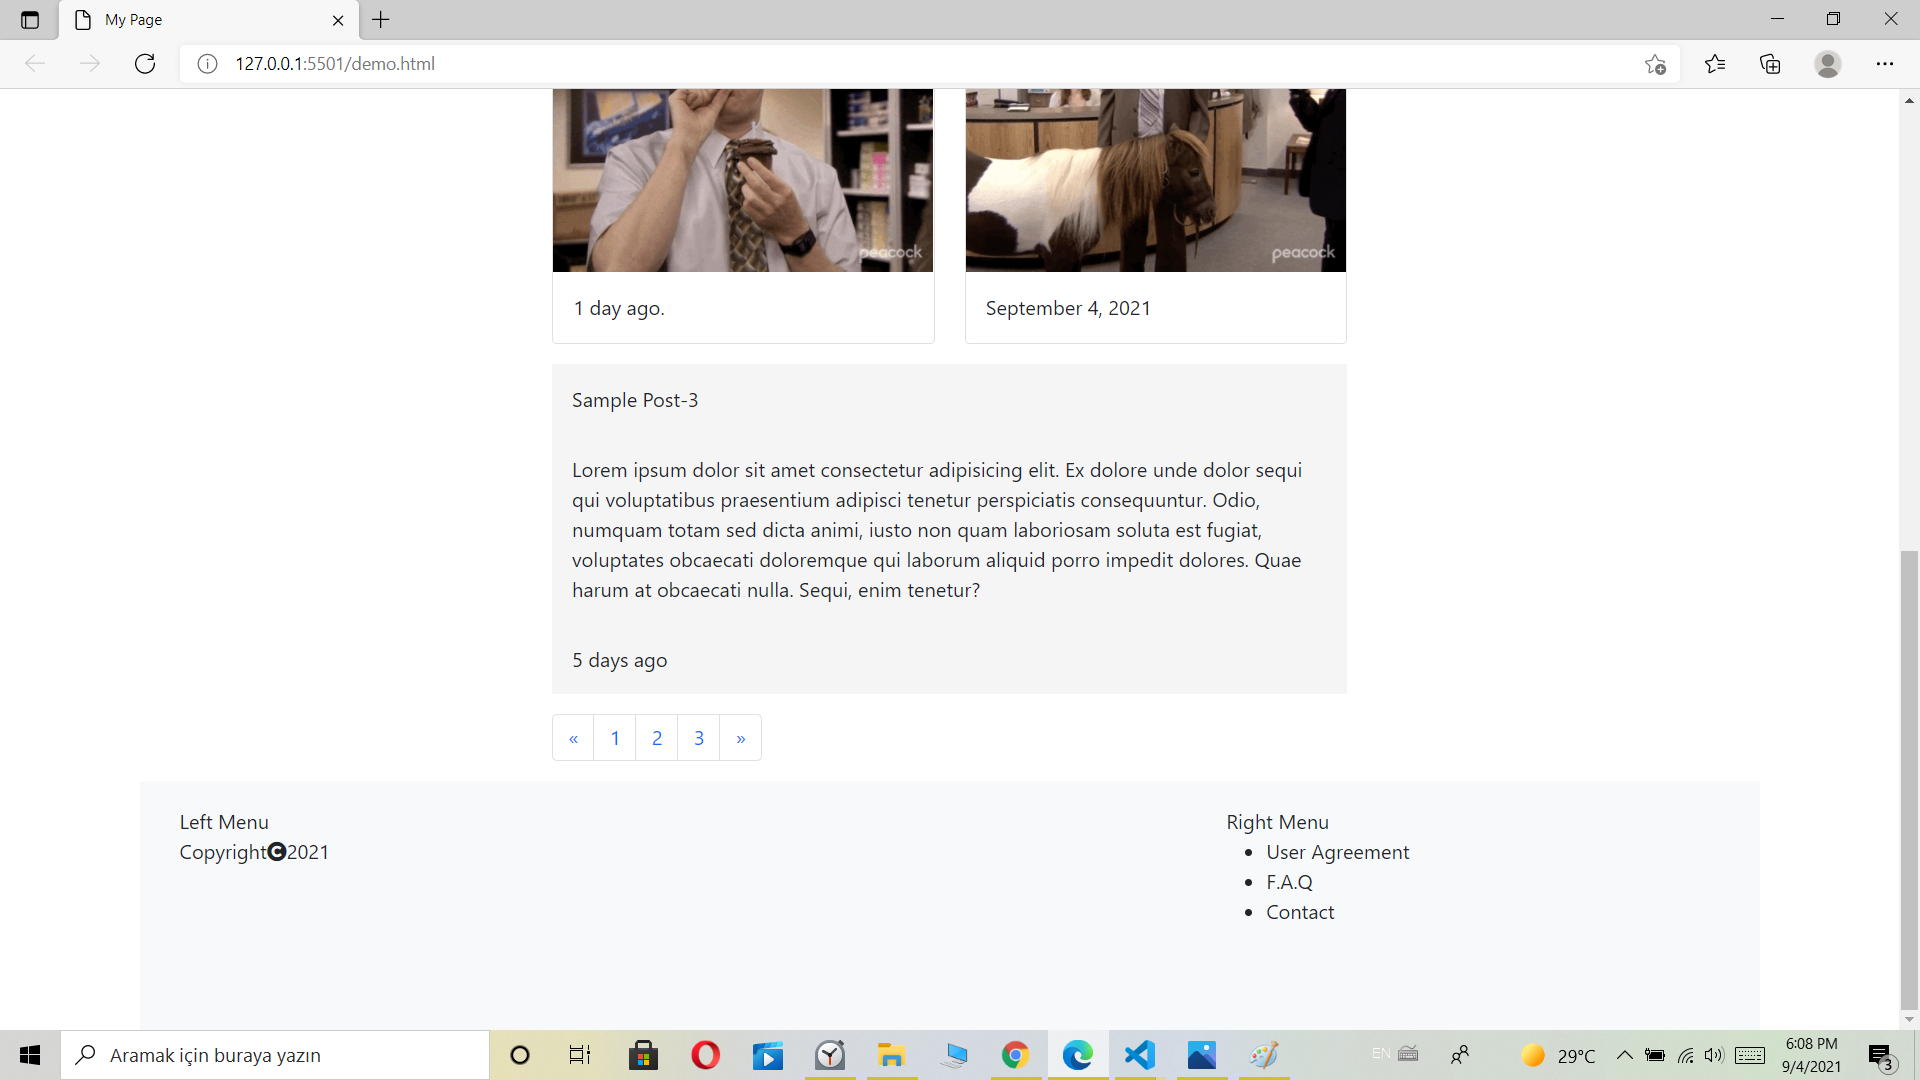 My Page
127.0.0.1:5501/demo.html
peacock
peacock
1 day ago.
September 4, 2021
Sample Post-3
Lorem ipsum dolor sit amet consectetur adipisicing elit. Ex dolore unde dolor sequi
qui voluptatibus praesentium adipisci tenetur perspiciatis consequuntur. Odio,
numquam totam sed dicta animi, iusto non quam laboriosam soluta est fugiat,
voluptates obcaecati doloremque qui laborum aliquid porro impedit dolores. Quae
harum at obcaecati nulla. Sequi, enim tenetur?
5 days ago
« 1 2 3 »
Left Menu
Copyright©2021
Right Menu
• User Agreement
• F.A.Q
• Contact
Aramak için buraya yazın
EN
29°C
6:08 PM
9/4/2021
3